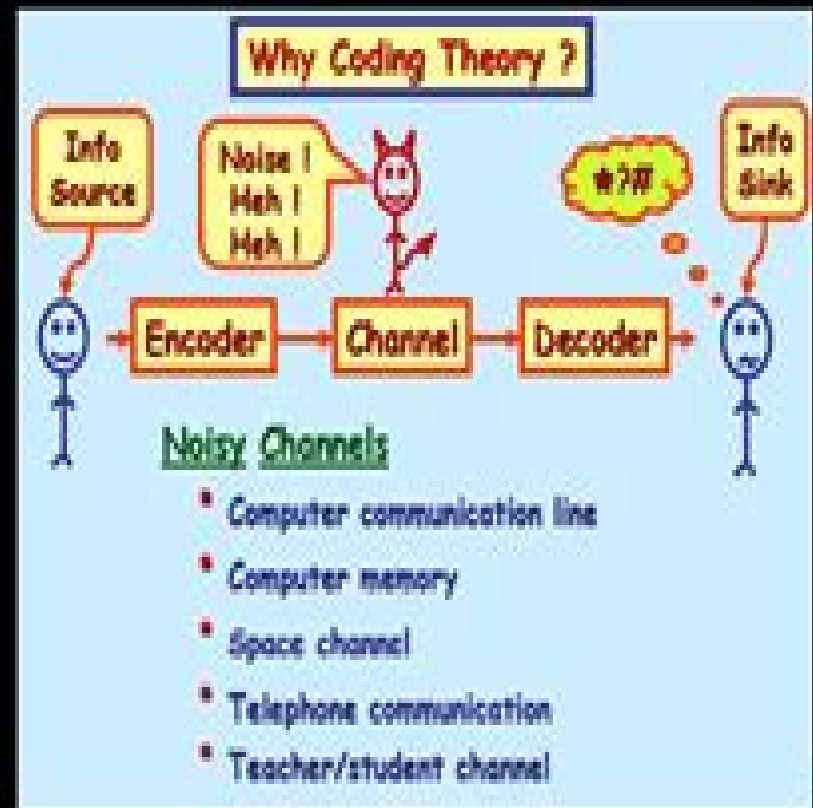 Why Coding Theory ?
Info
Source
Noise !
Heh !
Heh !
*?#
Info
Sink
Encoder
Channel
Decoder
Noisy Channels
• Computer communication line
• Computer memory
• Space channel
• Telephone communication
• Teacher/student channel